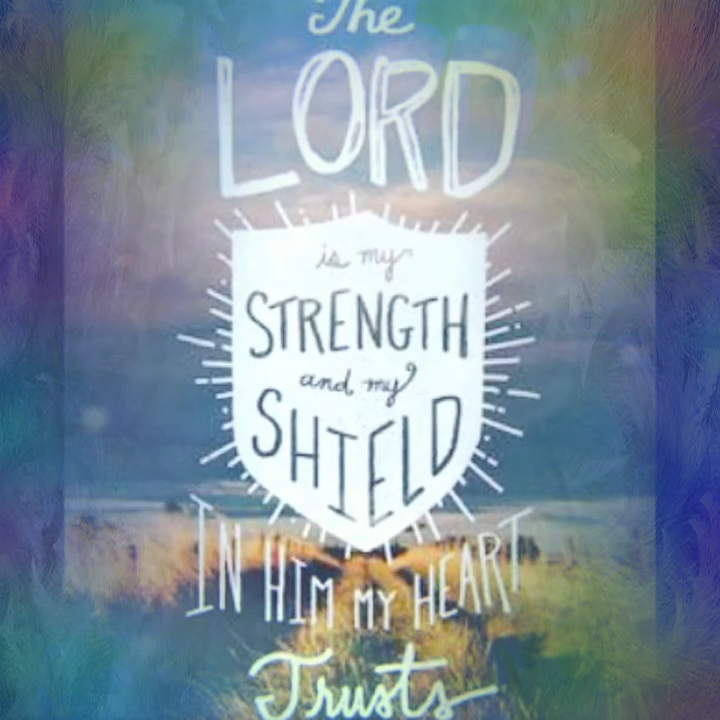 The
LORD
is my
STRENGTH
and my
SHIELD
IN HIM MY HEART
Trusts